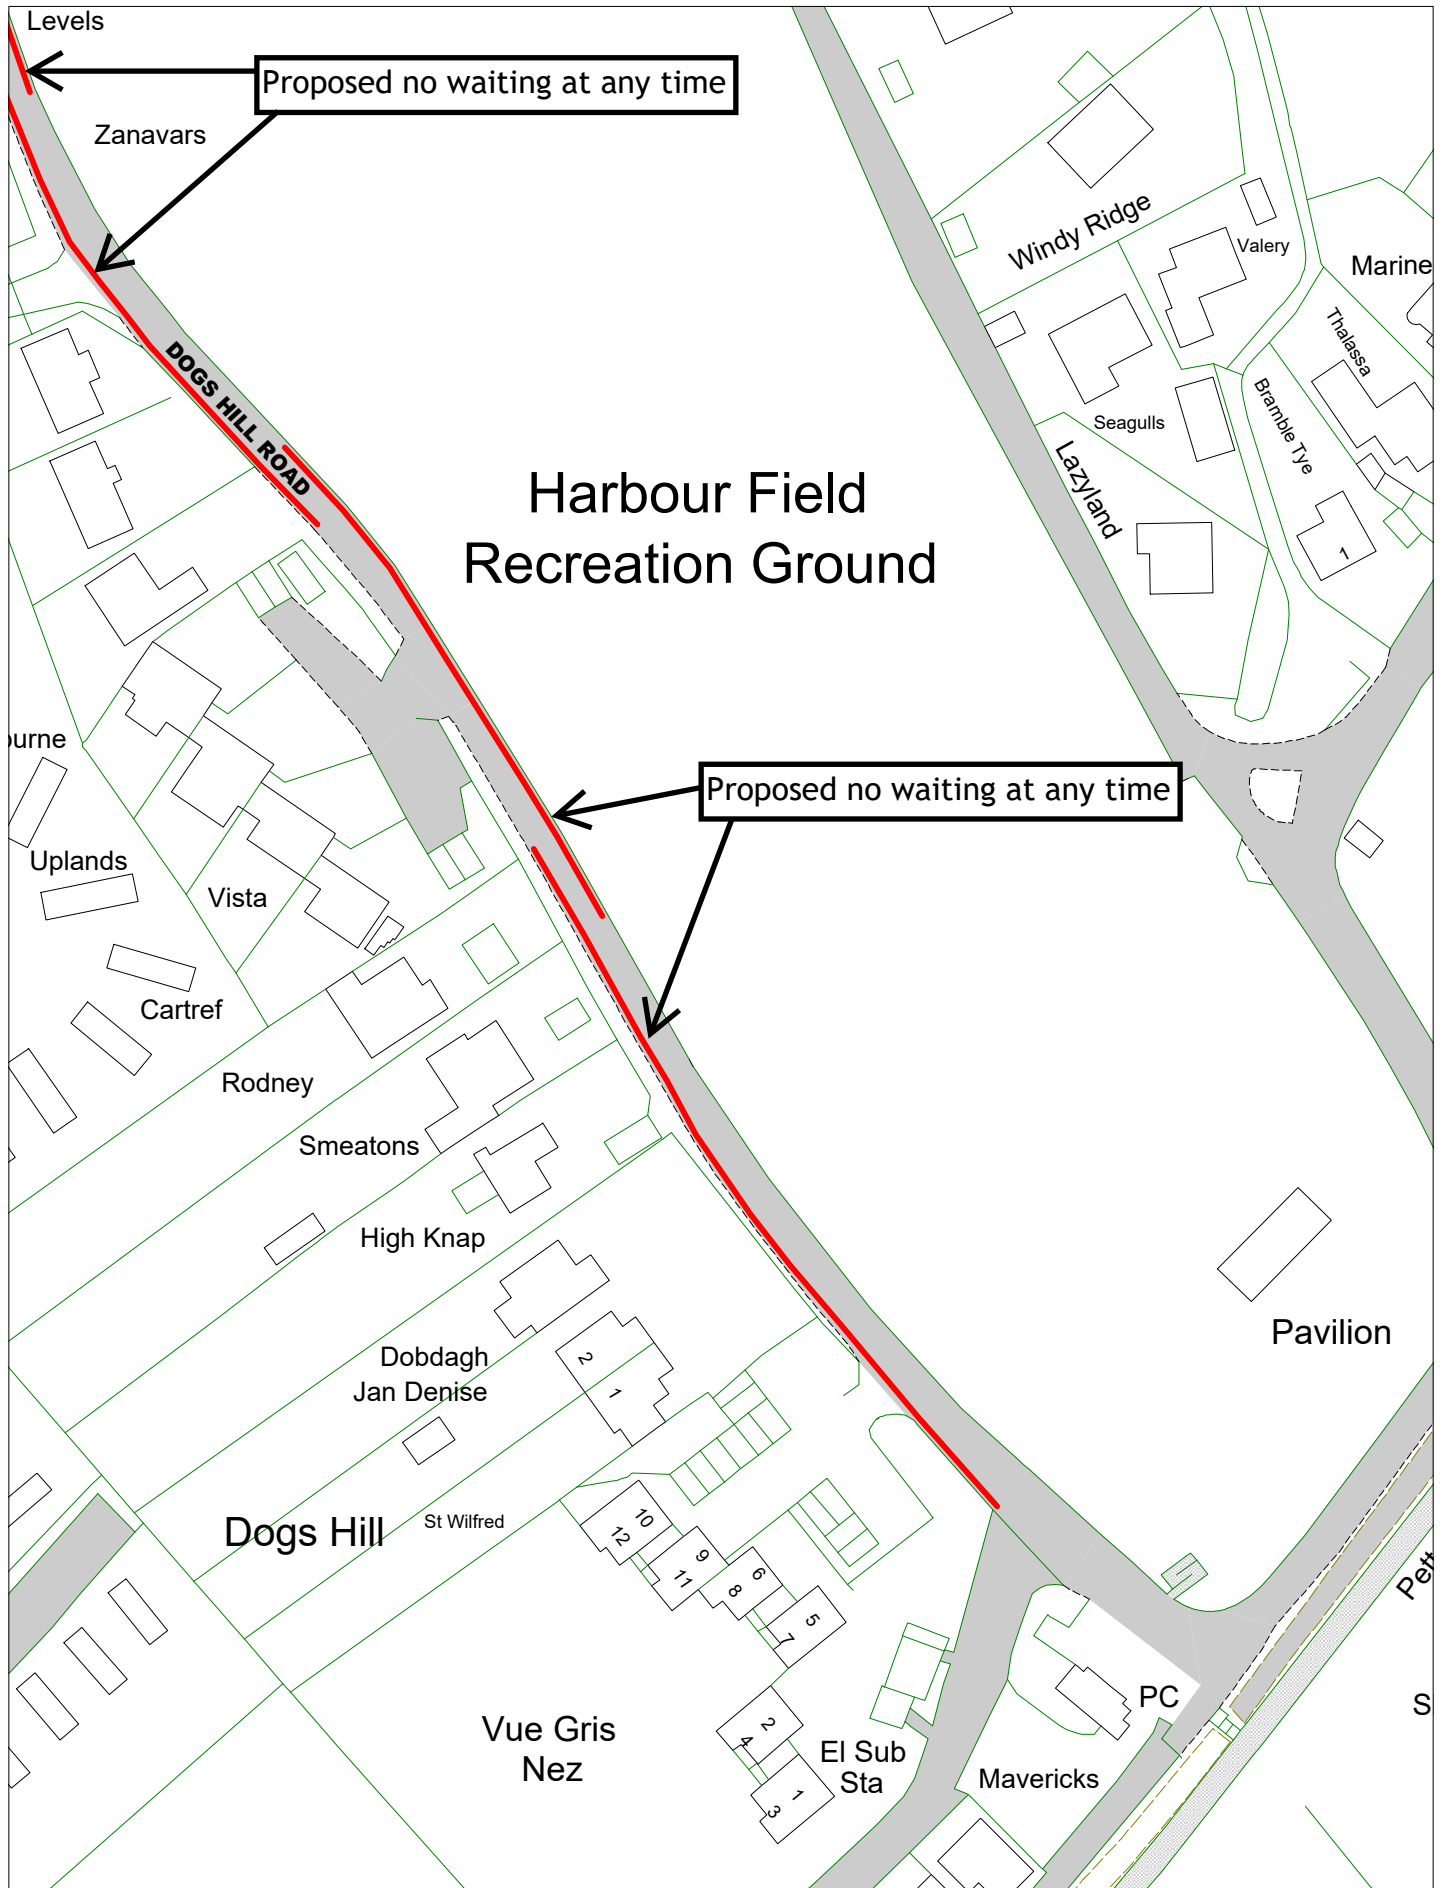 Levels
Proposed no waiting at any time
Zanavars
Windy Ridge
Valery
Marine
Thalassa
DOGS HILL ROAD
Seagulls
Bramble Tye
Lazyland
Harbour Field
Recreation Ground
1
ourne
Proposed no waiting at any time
Uplands
Vista
Cartref
Rodney
Smeatons
High Knap
Pavilion
Dobdagh
2
Jan Denise
1
Dogs Hill
St Wilfred
10
12
9
11
6
8
5
7
Pett
PC
S
Vue Gris
Nez
2
4
El Sub
Sta
1
3
Mavericks